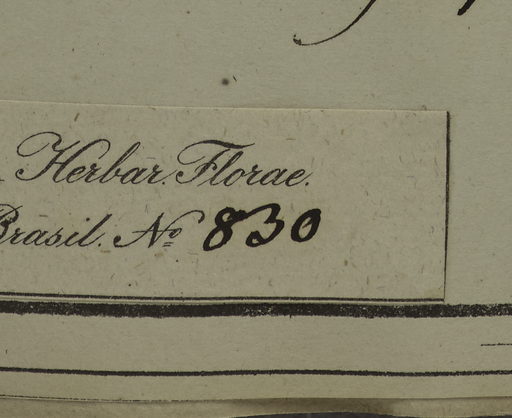 Herbar. Florae.
Brasil. No 830